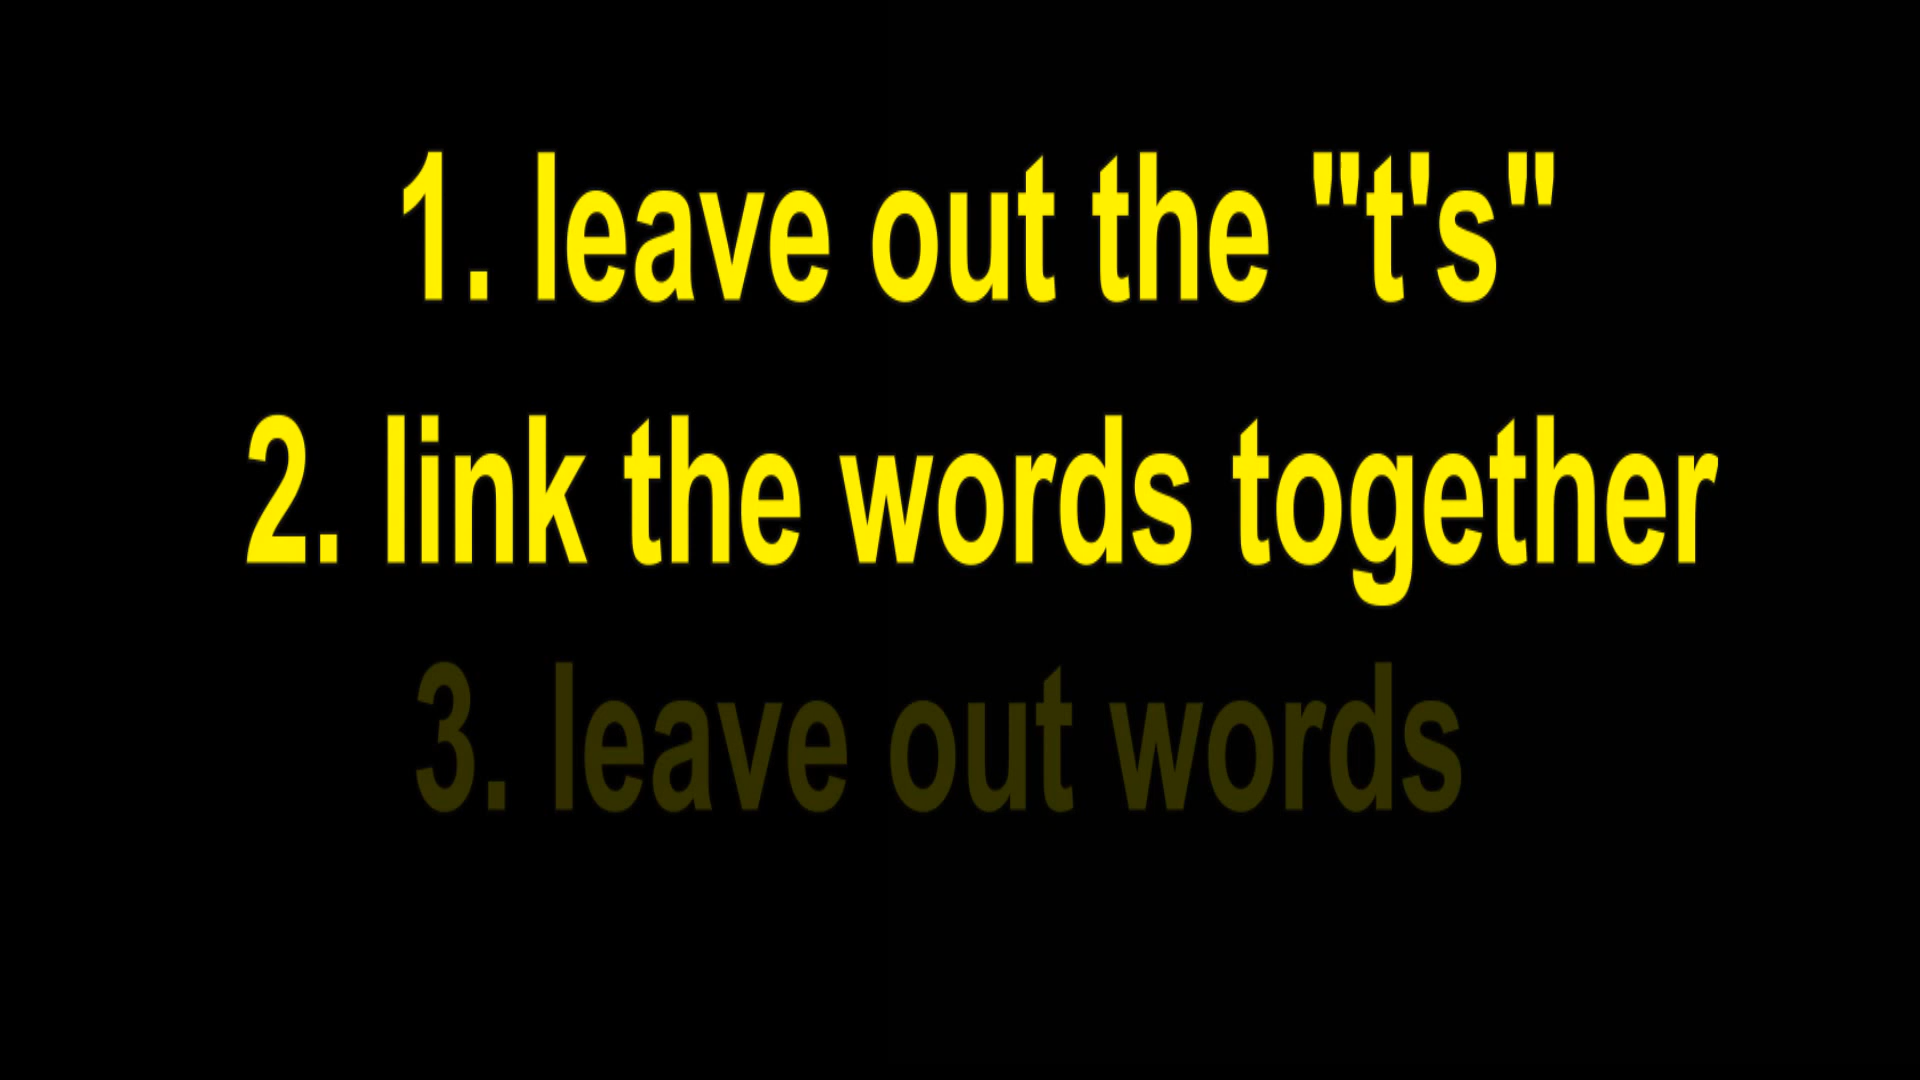 1. leave out the "t's"
2. link the words together
3. leave out words